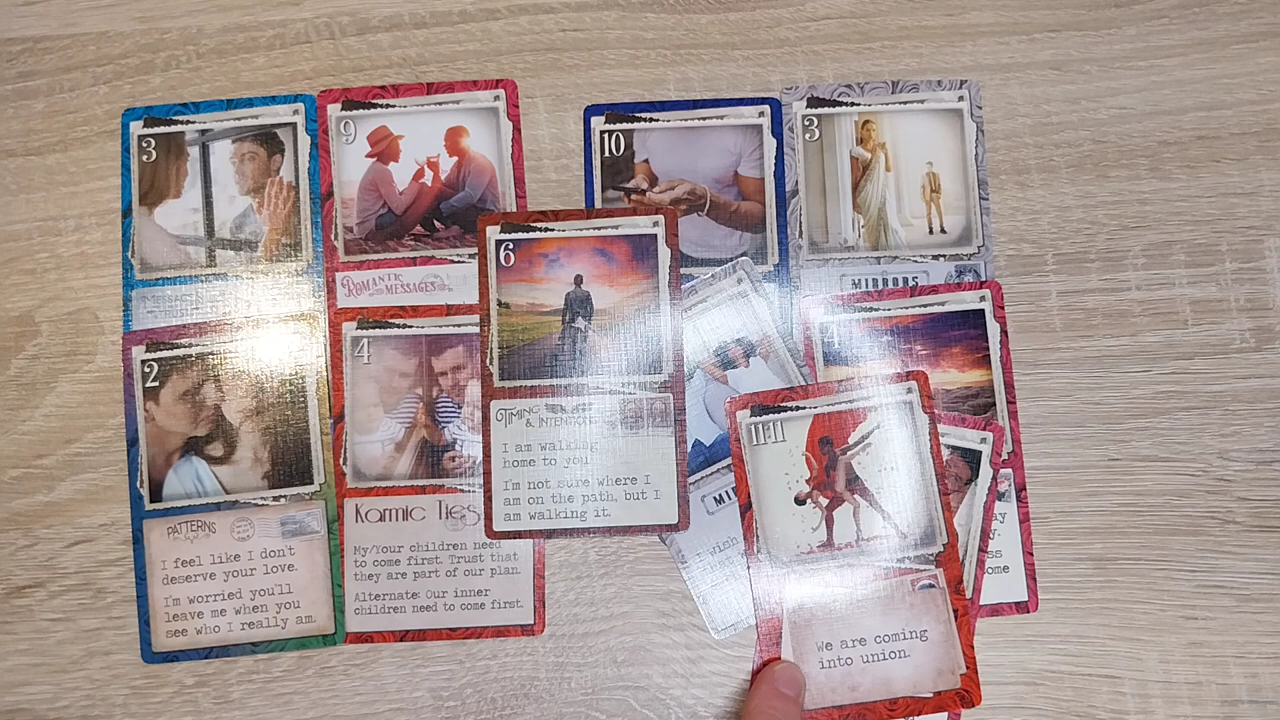 3
9
ROMANTIC
MESSAGES
10
3
MIRRORS
2
PATTERNS
I feel like I don't
deserve your love.
I'm worried you'll
leave me when you
see who I really am.
4
Karmic Ties
My/Your children need
to come first. Trust that
they are part of our plan.
Alternate: Our inner
children need to come first.
6
TIMING
& INTENTIONS
I am walking
home to you
I'm not sure where I
am on the path, but I
am walking it.
wish
11:11
We are coming
into union.
ome